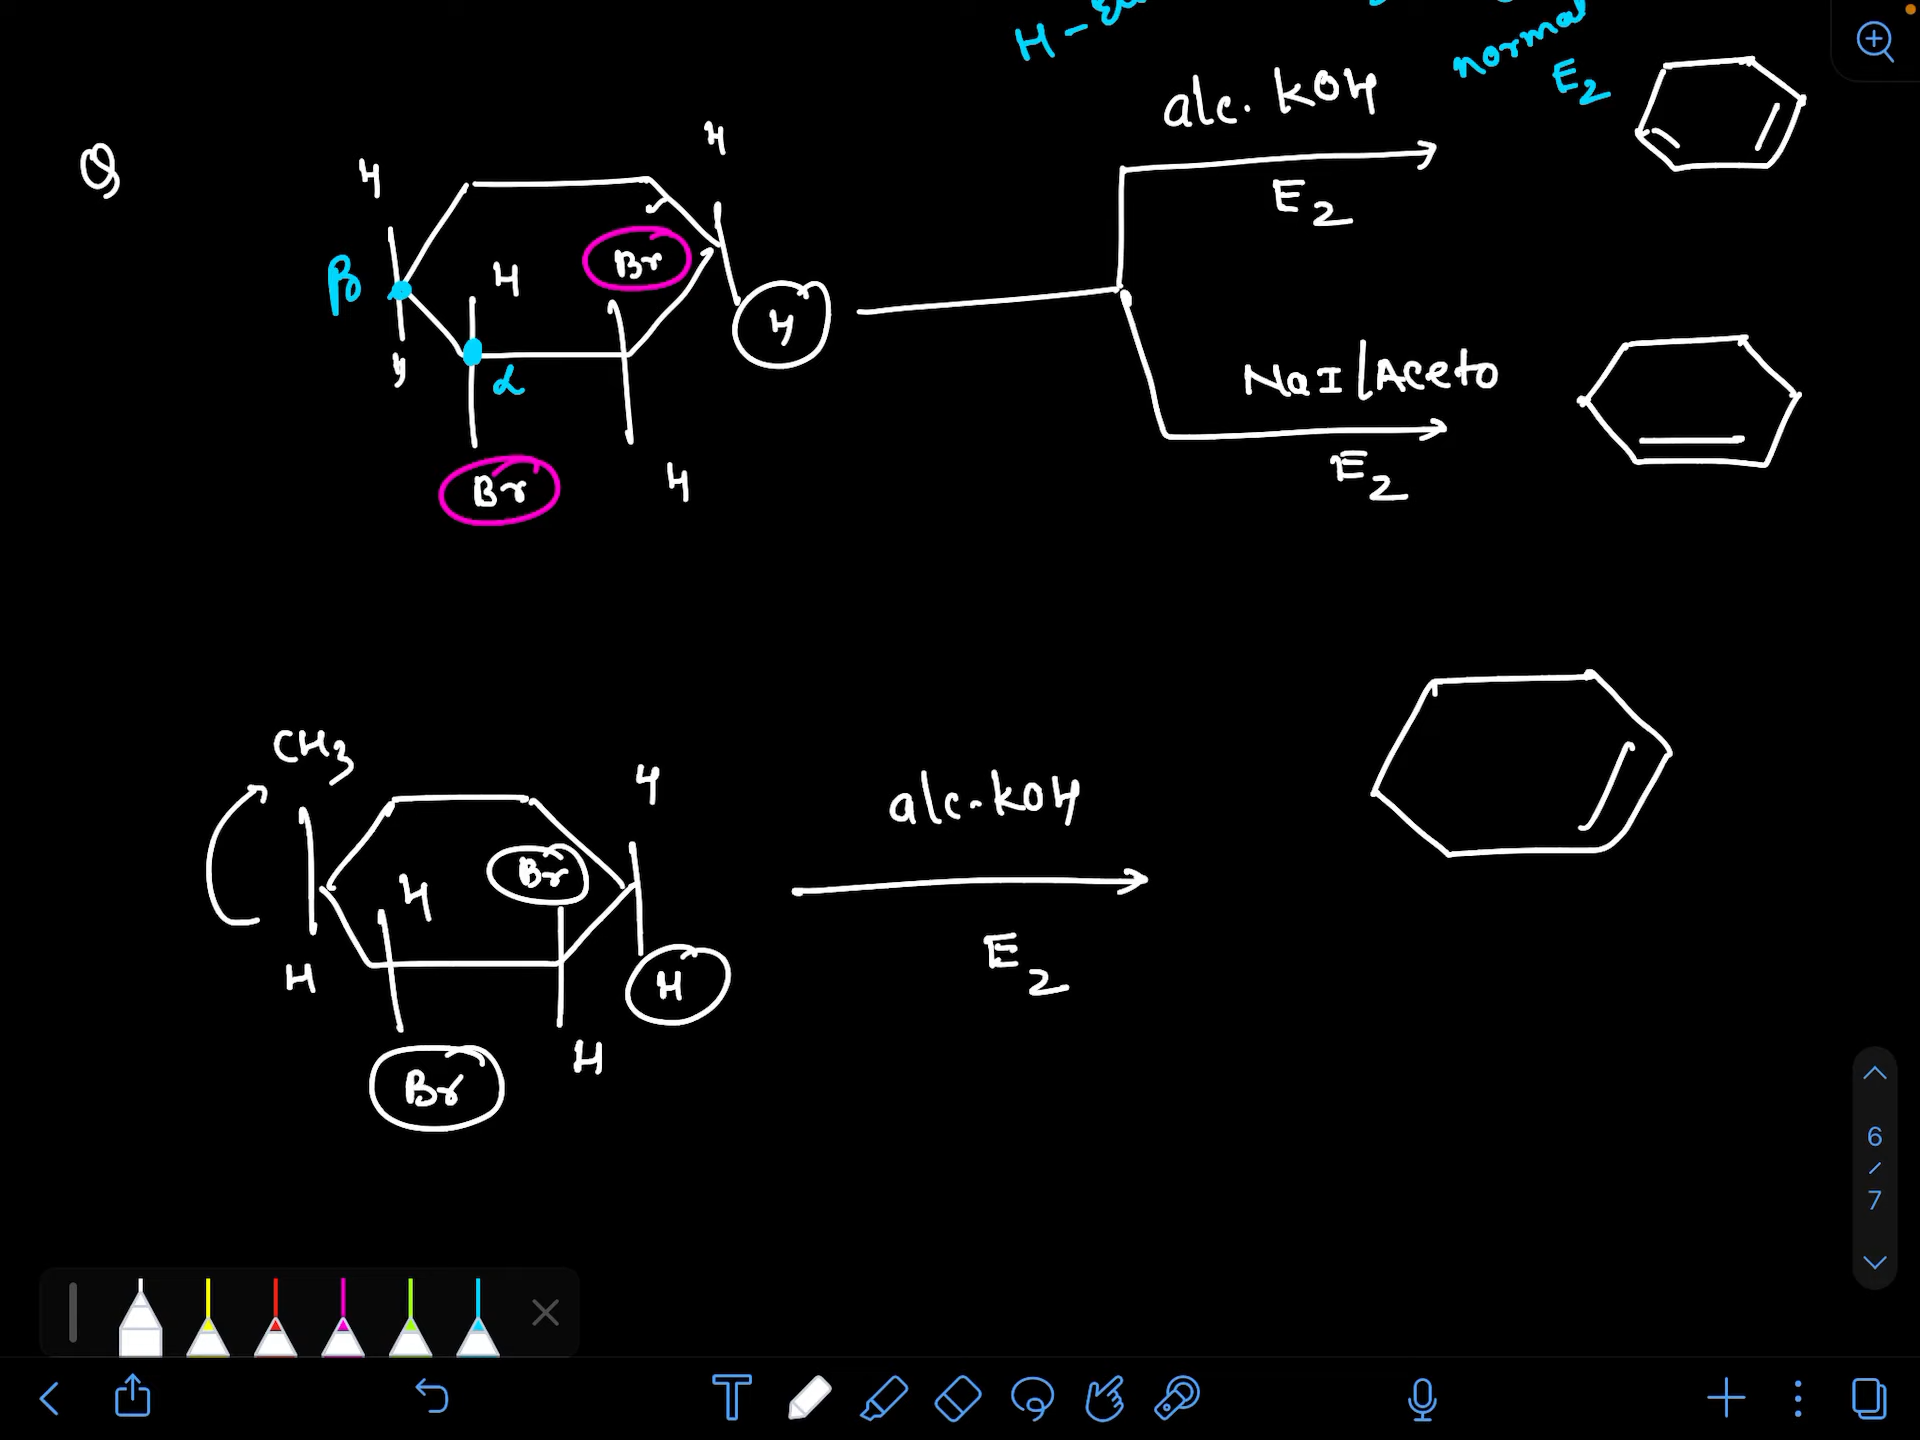 H-
normal
E2
Q
alc. KOH
E2
H
H
Br
H
β
H
H
α
Br
H
NaI/Aceto
E2
CH3
H
Br
H
H
H
Br
H
alc. KOH
E2
6
/
7
T